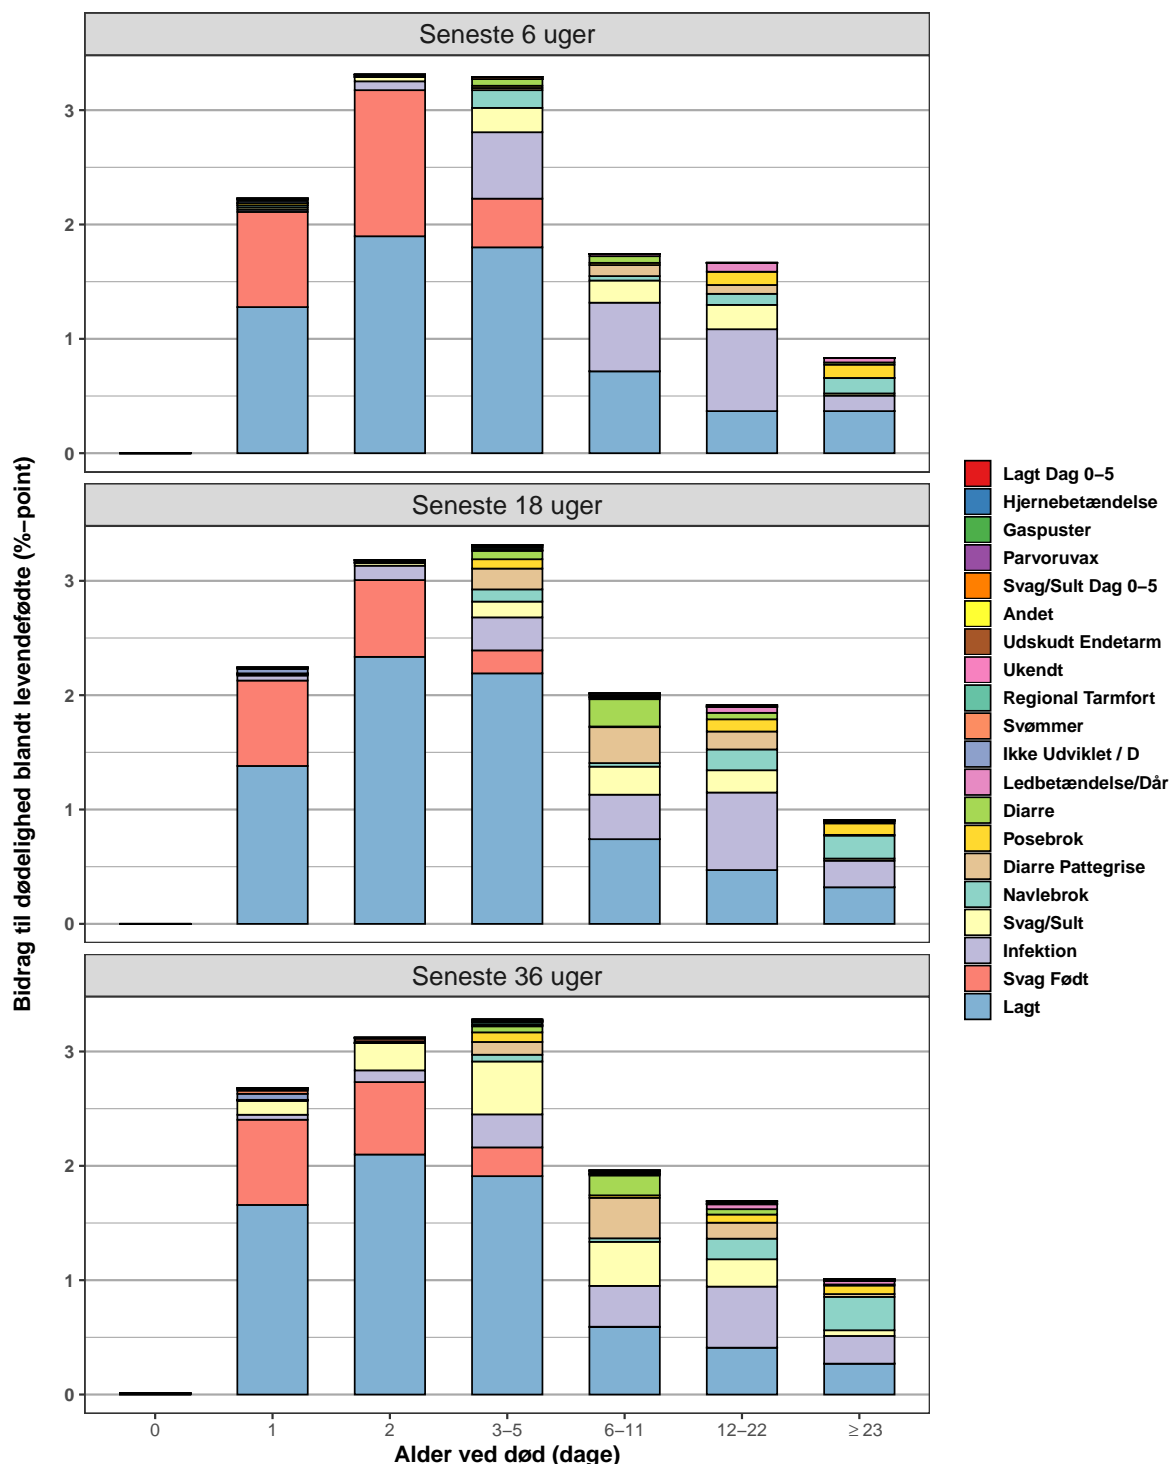 Seneste 6 uger
3
2
1
0
Seneste 18 uger
3
2
1
0
Seneste 36 uger
3
2
1
0
0 1 2 3–5 6–11 12–22 ≥ 23
Alder ved død (dage)
Bidrag til dødelighed blandt levendefødte (%–point)
Lagt Dag 0–5
Hjernebetændelse
Gaspuster
Parvoruvax
Svag/Sult Dag 0–5
Andet
Udskudt Endetarm
Ukendt
Regional Tarmfort
Svømmer
Ikke Udviklet / D
Ledbetændelse/Dår
Diarre
Posebrok
Diarre Pattegrise
Navlebrok
Svag/Sult
Infektion
Svag Født
Lagt